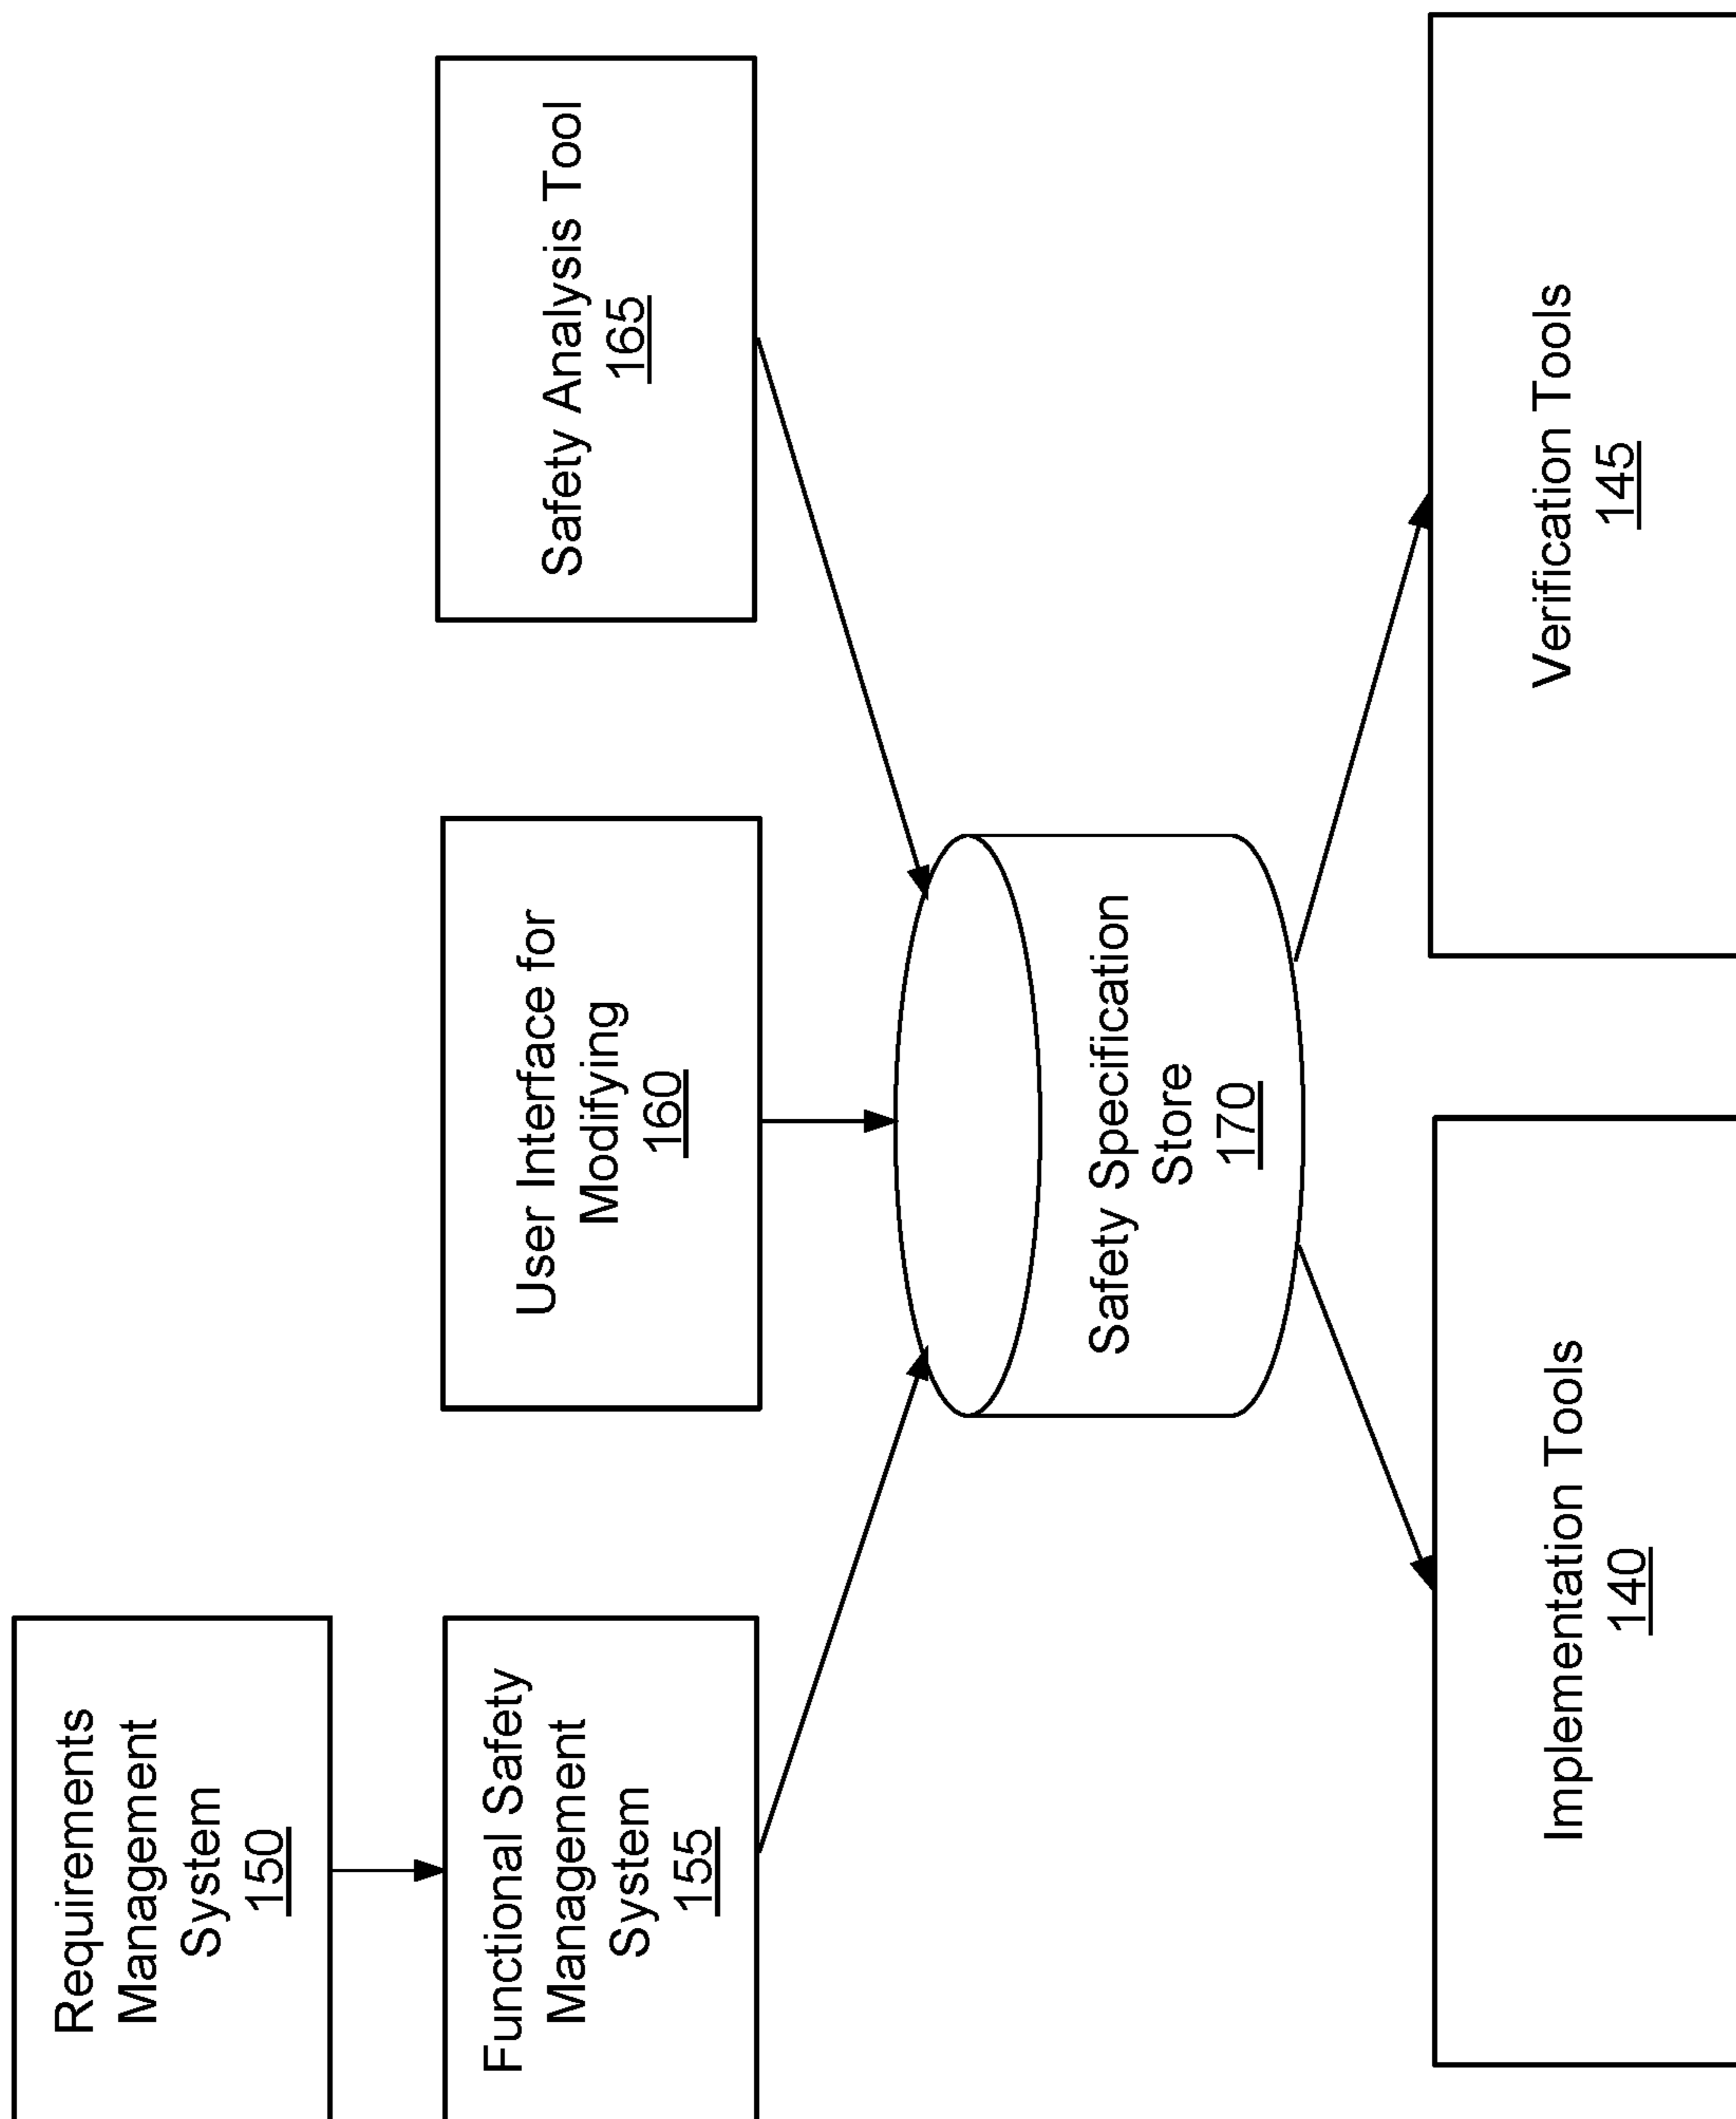 Requirements
Management
System
150
Functional Safety
Management
System
155
User Interface for
Modifying
160
Safety Analysis Tool
165
Safety Specification
Store
170
Implementation Tools
140
Verification Tools
145